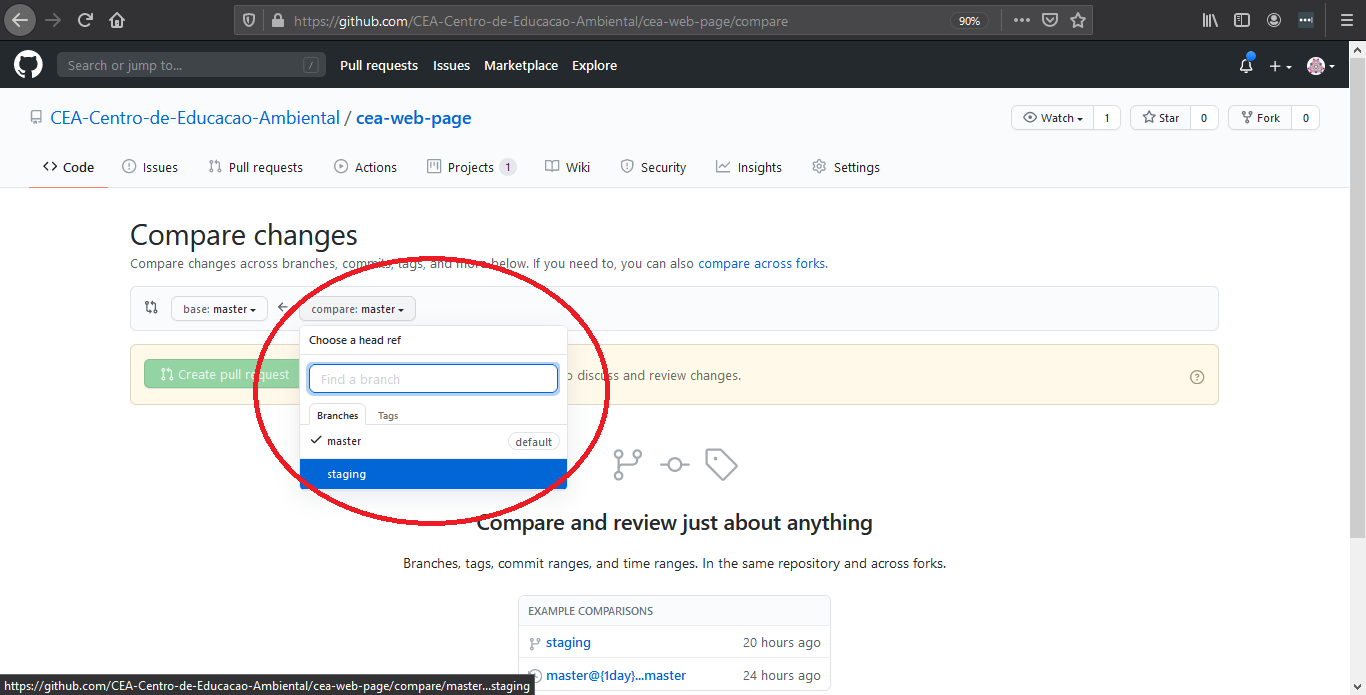 https://github.com/CEA-Centro-de-Educacao-Ambiental/cea-web-page/compare 90%
Search or jump to... / Pull requests Issues Marketplace Explore
CEA-Centro-de-Educacao-Ambiental / cea-web-page Watch 1 Star 0 Fork 0
Code Issues Pull requests Actions Projects 1 Wiki Security Insights Settings
Compare changes
Compare changes across branches, commits, tags, and more below. If you need to, you can also compare across forks.
base: master compare: master
Choose a head ref
Create pull request discuss and review changes.
Find a branch
Branches Tags
master default
staging
Compare and review just about anything
Branches, tags, commit ranges, and time ranges. In the same repository and across forks.
EXAMPLE COMPARISONS
staging 20 hours ago
master@{1day}...master 24 hours ago
https://github.com/CEA-Centro-de-Educacao-Ambiental/cea-web-page/compare/master...staging